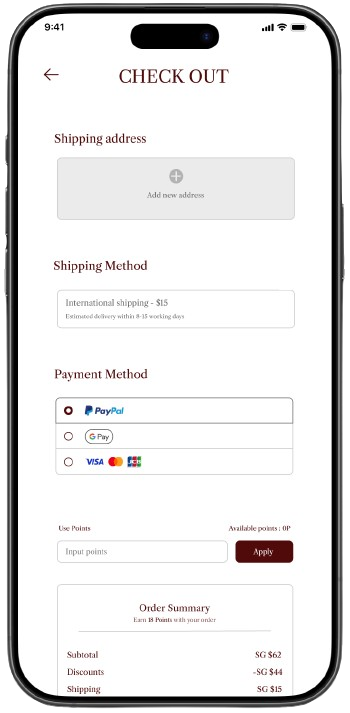 9:41
CHECK OUT
Shipping address
Add new address
Shipping Method
International shipping - $15
Estimated delivery within 8-15 working days
Payment Method
PayPal
G Pay
VISA JCB
Use Points Available points : 0P
Input points Apply
Order Summary
Earn 18 Points with your order
Subtotal SG $62
Discounts -SG $44
Shipping SG $15